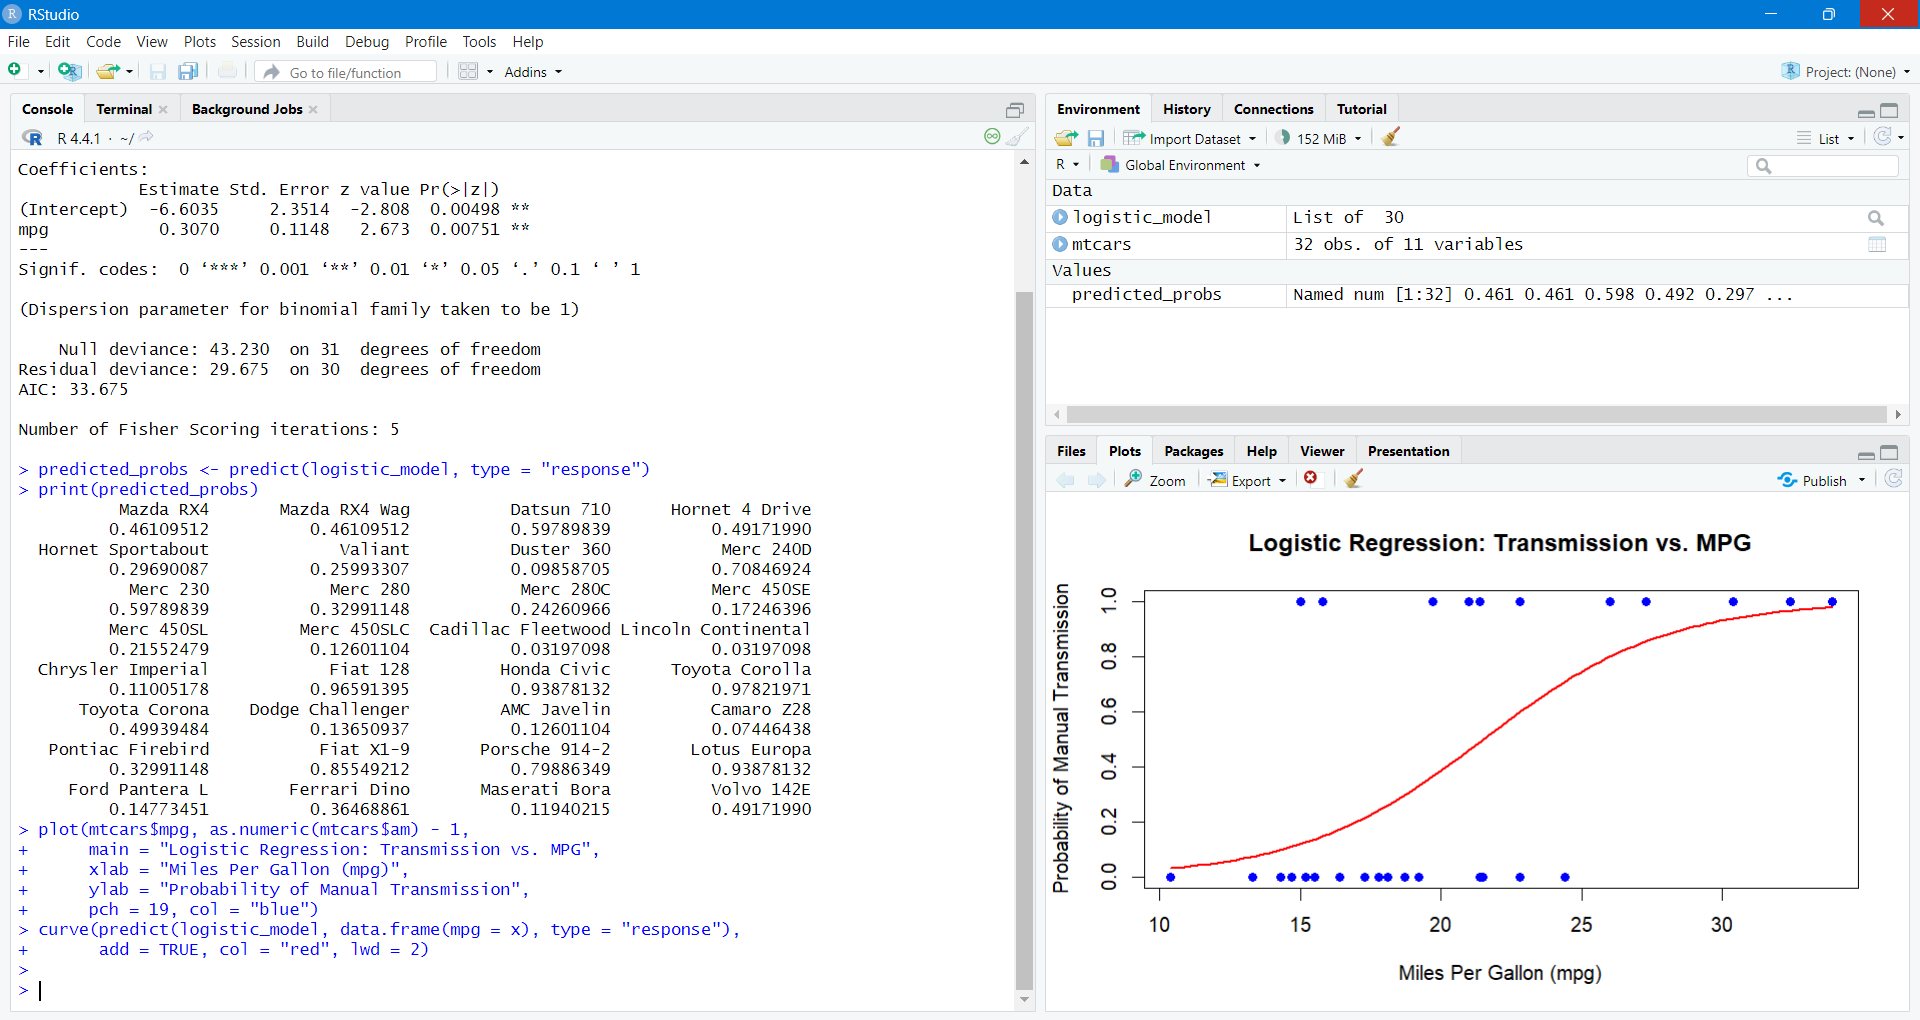 RStudio
File Edit Code View Plots Session Build Debug Profile Tools Help
Go to file/function Addins Project: (None)
Console Terminal Background Jobs
R 4.4.1 · ~/
Coefficients:
            Estimate Std. Error z value Pr(>|z|)
(Intercept)  -6.6035     2.3514  -2.808  0.00498 **
mpg           0.3070     0.1148   2.673  0.00751 **
---
Signif. codes:  0 ‘***’ 0.001 ‘**’ 0.01 ‘*’ 0.05 ‘.’ 0.1 ‘ ’ 1
(Dispersion parameter for binomial family taken to be 1)
    Null deviance: 43.230  on 31  degrees of freedom
Residual deviance: 29.675  on 30  degrees of freedom
AIC: 33.675
Number of Fisher Scoring iterations: 5
> predicted_probs <- predict(logistic_model, type = "response")
> print(predicted_probs)
          Mazda RX4       Mazda RX4 Wag          Datsun 710      Hornet 4 Drive
         0.46109512          0.46109512          0.59789839          0.49171990
  Hornet Sportabout             Valiant          Duster 360           Merc 240D
         0.29690087          0.25993307          0.09858705          0.70846924
           Merc 230            Merc 280           Merc 280C          Merc 450SE
         0.59789839          0.32991148          0.24260966          0.17246396
         Merc 450SL         Merc 450SLC  Cadillac Fleetwood Lincoln Continental
         0.21552479          0.12601104          0.03197098          0.03197098
  Chrysler Imperial            Fiat 128         Honda Civic      Toyota Corolla
         0.11005178          0.96591395          0.93878132          0.97821971
      Toyota Corona    Dodge Challenger         AMC Javelin          Camaro Z28
         0.49939484          0.13650937          0.12601104          0.07446438
   Pontiac Firebird           Fiat X1-9       Porsche 914-2        Lotus Europa
         0.32991148          0.85549212          0.79886349          0.93878132
     Ford Pantera L        Ferrari Dino       Maserati Bora          Volvo 142E
         0.14773451          0.36468861          0.11940215          0.49171990
> plot(mtcars$mpg, as.numeric(mtcars$am) - 1,
+      main = "Logistic Regression: Transmission vs. MPG",
+      xlab = "Miles Per Gallon (mpg)",
+      ylab = "Probability of Manual Transmission",
+      pch = 19, col = "blue")
> curve(predict(logistic_model, data.frame(mpg = x), type = "response"),
+       add = TRUE, col = "red", lwd = 2)
>
>
Environment History Connections Tutorial
Import Dataset 152 MiB List
R Global Environment
Data
logistic_model List of  30
mtcars 32 obs. of 11 variables
Values
predicted_probs Named num [1:32] 0.461 0.461 0.598 0.492 0.297 ...
Files Plots Packages Help Viewer Presentation
Zoom Export Publish
Logistic Regression: Transmission vs. MPG
Probability of Manual Transmission
1.0
0.8
0.6
0.4
0.2
0.0
10 15 20 25 30
Miles Per Gallon (mpg)